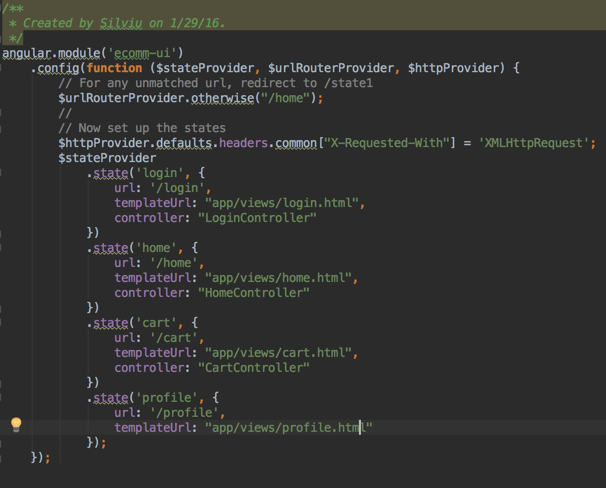 /**
 * Created by Silviu on 1/29/16.
 */
angular.module('ecomm-ui')
    .config(function ($stateProvider, $urlRouterProvider, $httpProvider) {
        // For any unmatched url, redirect to /state1
        $urlRouterProvider.otherwise("/home");
        //
        // Now set up the states
        $httpProvider.defaults.headers.common["X-Requested-With"] = 'XMLHttpRequest';
        $stateProvider
            .state('login', {
                url: '/login',
                templateUrl: "app/views/login.html",
                controller: "LoginController"
            })
            .state('home', {
                url: '/home',
                templateUrl: "app/views/home.html",
                controller: "HomeController"
            })
            .state('cart', {
                url: '/cart',
                templateUrl: "app/views/cart.html",
                controller: "CartController"
            })
            .state('profile', {
                url: '/profile',
                templateUrl: "app/views/profile.html"
            });
    });